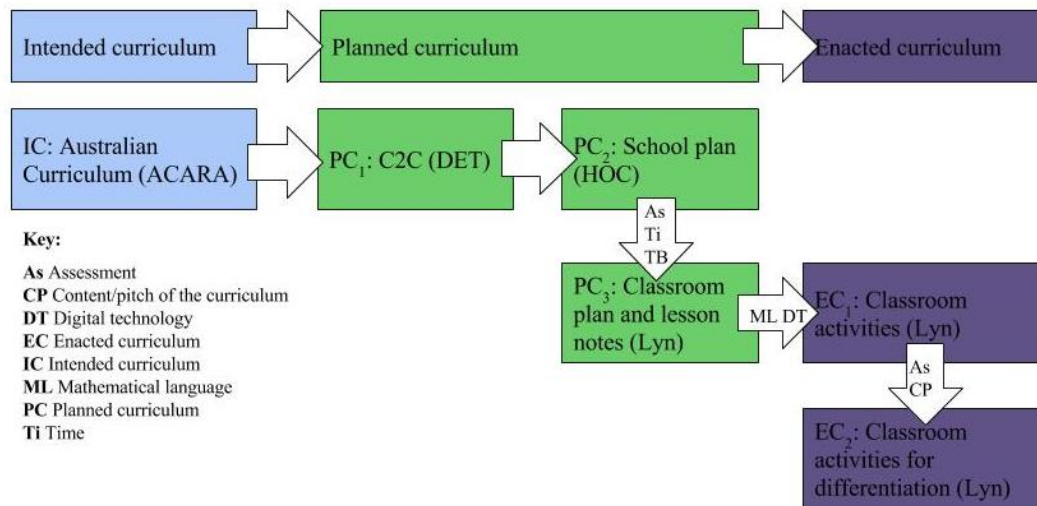 Intended curriculum
Planned curriculum
Enacted curriculum
IC: Australian
Curriculum (ACARA)
PC₁: C2C (DET)
PC₂: School plan
(HOC)
As
Ti
TB
PC₃: Classroom
plan and lesson
notes (Lyn)
ML DT
EC₁: Classroom
activities (Lyn)
As
CP
EC₂: Classroom
activities for
differentiation (Lyn)
Key:
As Assessment
CP Content/pitch of the curriculum
DT Digital technology
EC Enacted curriculum
IC Intended curriculum
ML Mathematical language
PC Planned curriculum
Ti Time